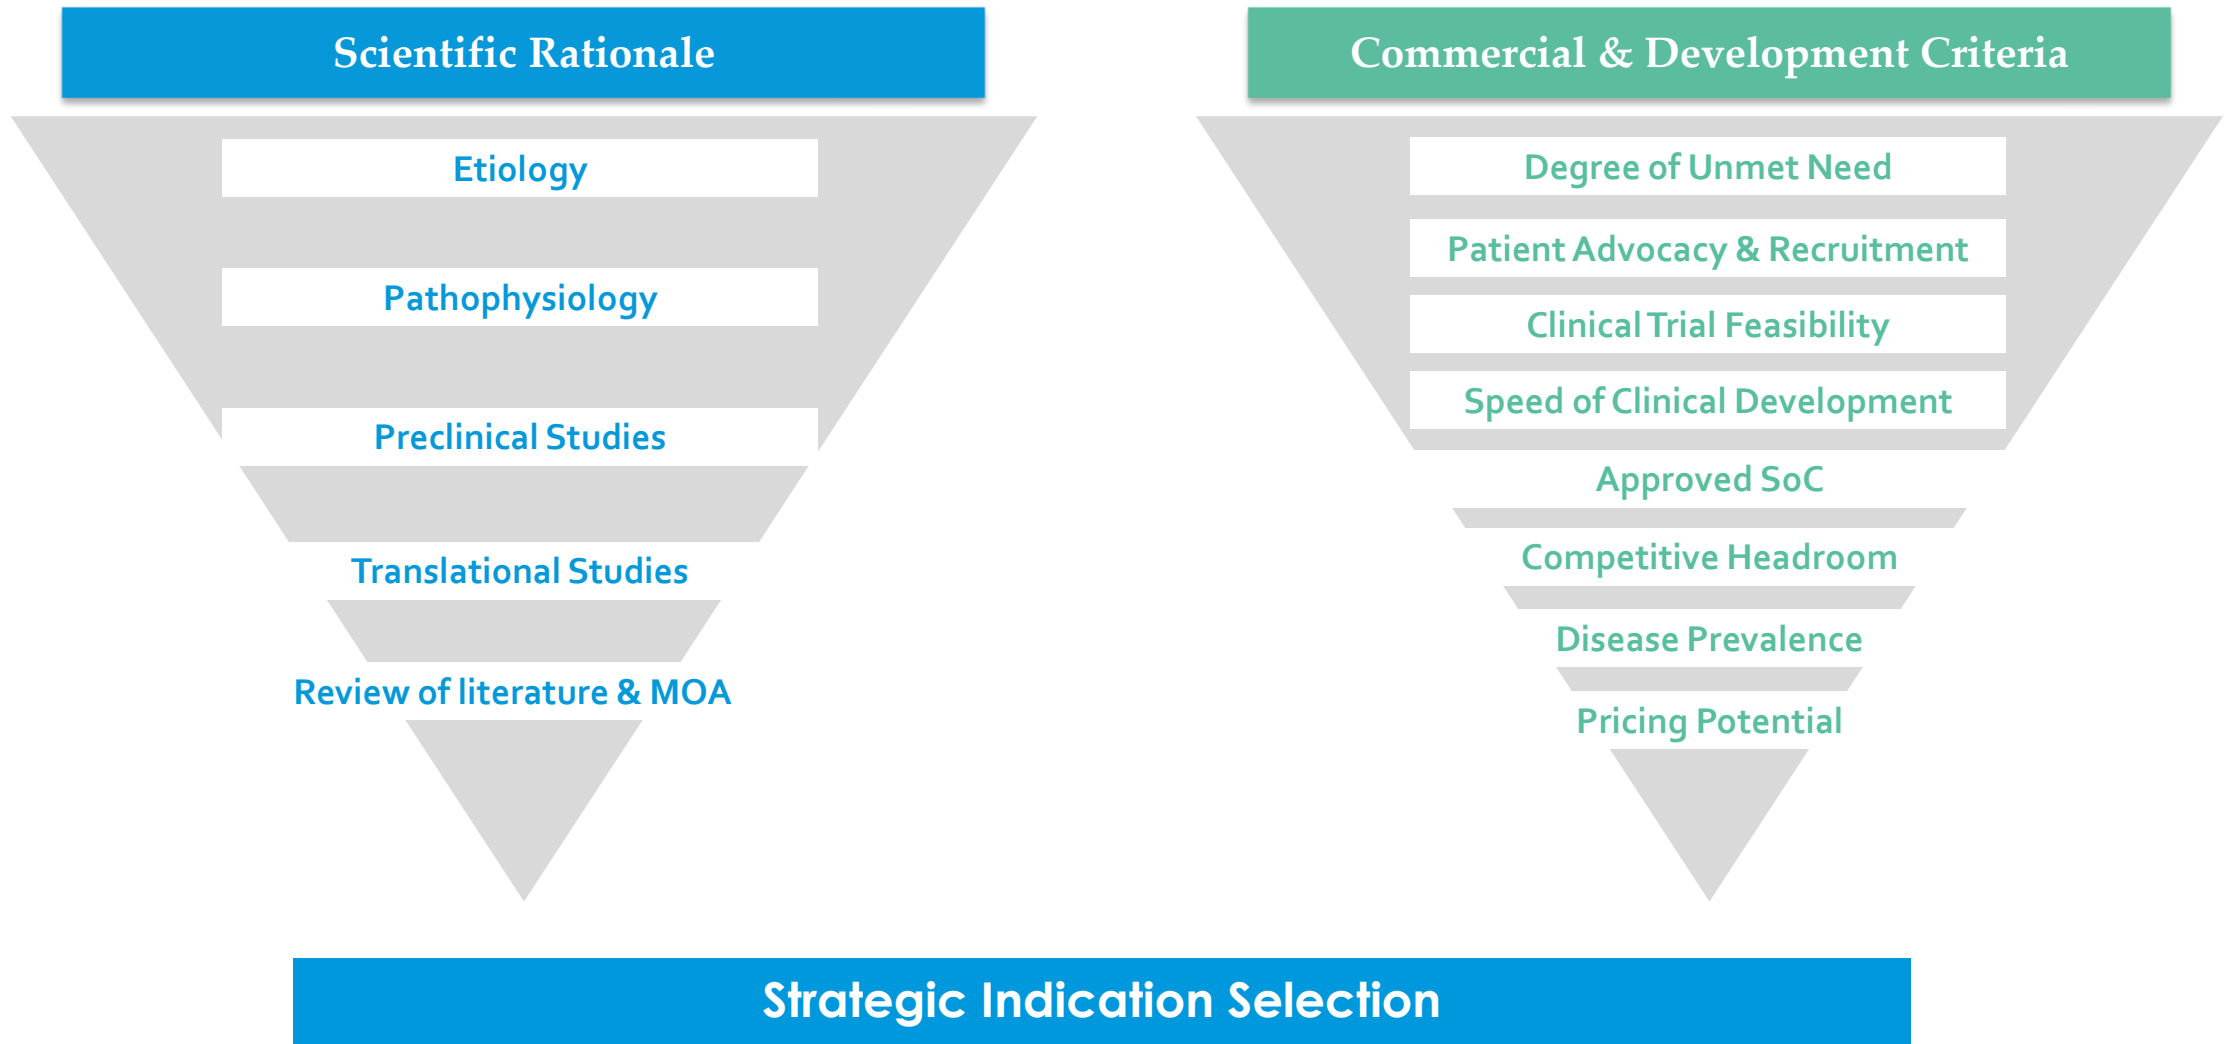 Scientific Rationale
Etiology
Pathophysiology
Preclinical Studies
Translational Studies
Review of literature & MOA
Commercial & Development Criteria
Degree of Unmet Need
Patient Advocacy & Recruitment
Clinical Trial Feasibility
Speed of Clinical Development
Approved SoC
Competitive Headroom
Disease Prevalence
Pricing Potential
Strategic Indication Selection